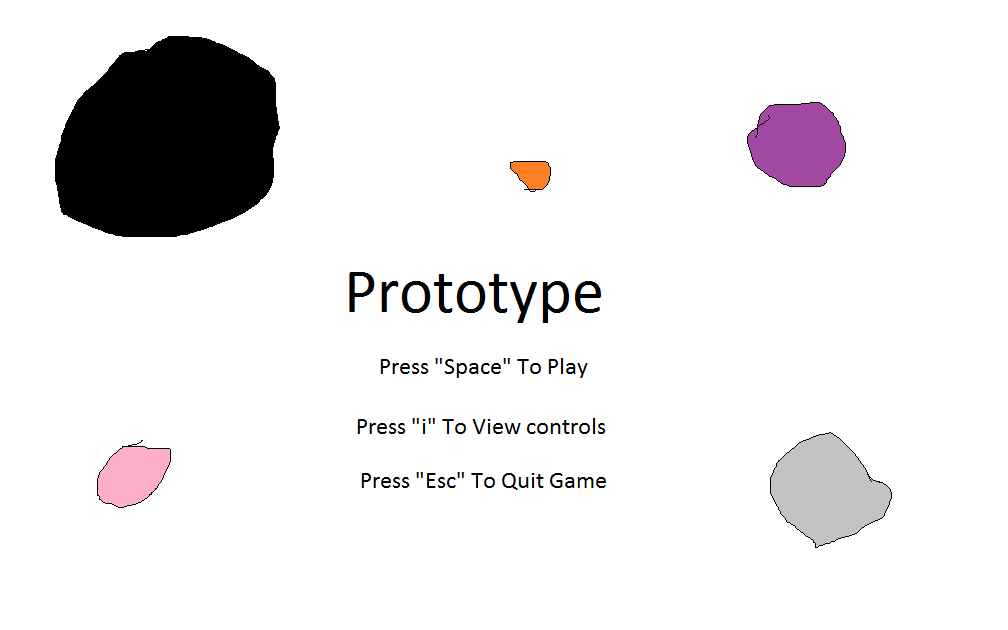 Prototype
Press "Space" To Play
Press "i" To View controls
Press "Esc" To Quit Game